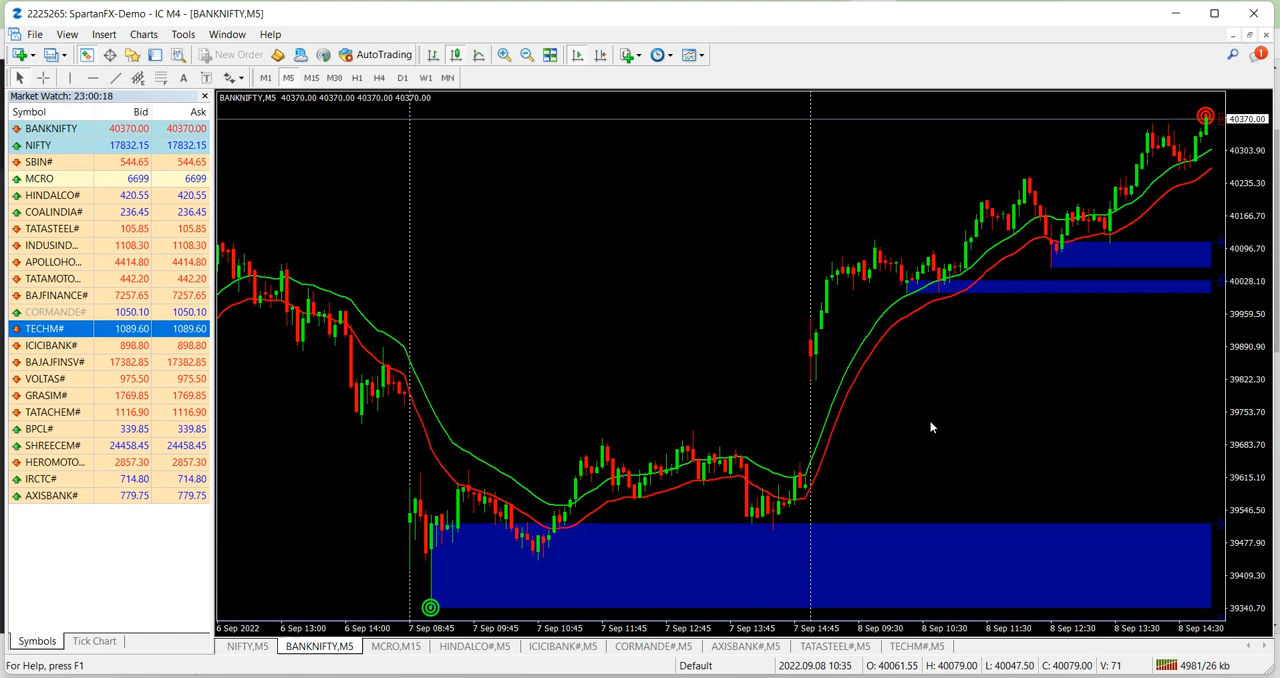 2225265: SpartanFX-Demo - IC M4 - [BANKNIFTY,M5]
File View Insert Charts Tools Window Help
New Order AutoTrading 1
A T M1 M5 M15 M30 H1 H4 D1 W1 MN
Market Watch: 23:00:18
Symbol Bid Ask
BANKNIFTY 40370.00 40370.00
NIFTY 17832.15 17832.15
SBIN# 544.65 544.65
MCRO 6699 6699
HINDALCO# 420.55 420.55
COALINDIA# 236.45 236.45
TATASTEEL# 105.85 105.85
INDUSIND... 1108.30 1108.30
APOLLOHO... 4414.80 4414.80
TATAMOTO... 442.20 442.20
BAJFINANCE# 7257.65 7257.65
CORMANDE# 1050.10 1050.10
TECHM# 1089.60 1089.60
ICICIBANK# 898.80 898.80
BAJAJFINSV# 17382.85 17382.85
VOLTAS# 975.50 975.50
GRASIM# 1769.85 1769.85
TATACHEM# 1116.90 1116.90
BPCL# 339.85 339.85
SHREECEM# 24458.45 24458.45
HEROMOTO... 2857.30 2857.30
IRCTC# 714.80 714.80
AXISBANK# 779.75 779.75
Symbols Tick Chart
BANKNIFTY,M5 40370.00 40370.00 40370.00 40370.00
40370.00
40303.90
40235.30
40166.70
40096.70
40028.10
39959.50
39890.90
39822.30
39753.70
39683.70
39615.10
39546.50
39477.90
39409.30
39340.70
6 Sep 2022 6 Sep 13:00 6 Sep 14:00 7 Sep 08:45 7 Sep 09:45 7 Sep 10:45 7 Sep 11:45 7 Sep 12:45 7 Sep 13:45 7 Sep 14:45 8 Sep 09:30 8 Sep 10:30 8 Sep 11:30 8 Sep 12:30 8 Sep 13:30 8 Sep 14:30
NIFTY,M5 BANKNIFTY,M5 MCRO,M15 HINDALCO#,M5 ICICIBANK#,M5 CORMANDE#,M5 AXISBANK#,M5 TATASTEEL#,M5 TECHM#,M5
For Help, press F1 Default 2022.09.08 10:35 O: 40061.55 H: 40079.00 L: 40047.50 C: 40079.00 V: 71 4981/26 kb